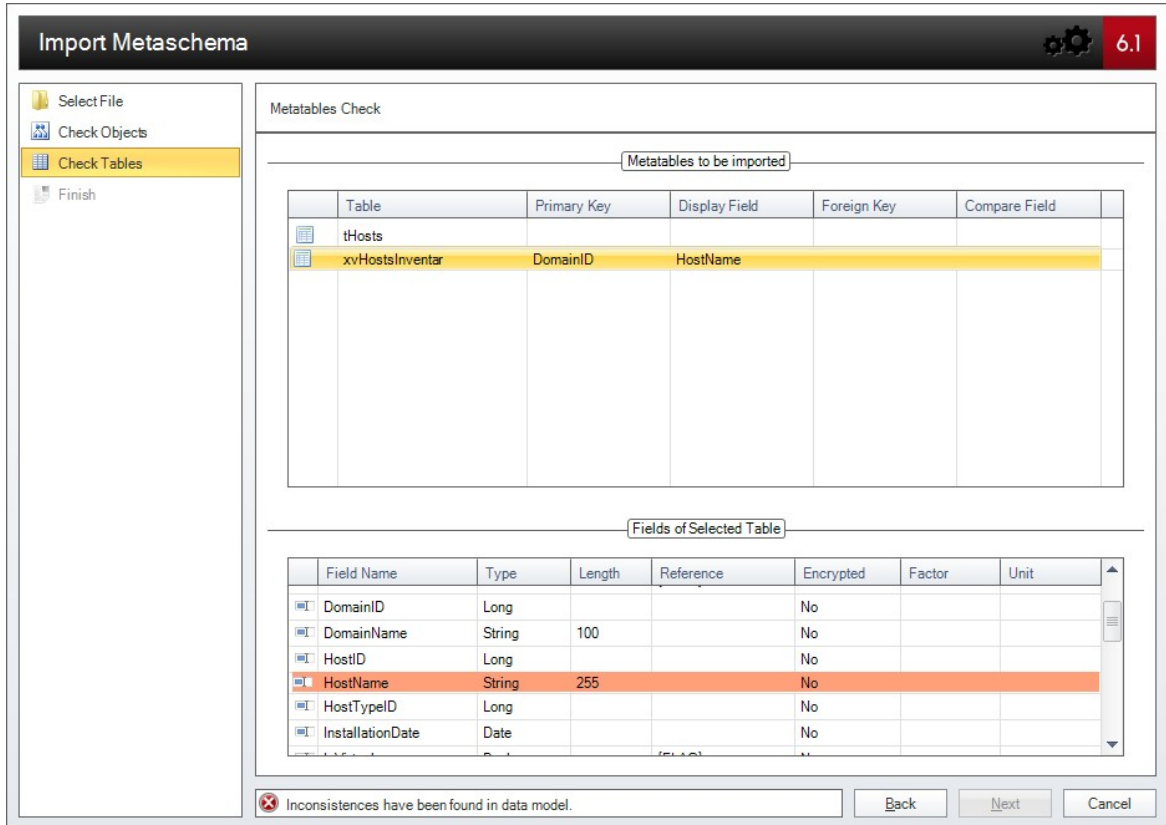 Import Metaschema
6.1
Select File
Check Objects
Check Tables
Finish
Metatables Check
Metatables to be imported
Table Primary Key Display Field Foreign Key Compare Field
tHosts
xvHostsInventar DomainID HostName
Fields of Selected Table
Field Name Type Length Reference Encrypted Factor Unit
DomainID Long No
DomainName String 100 No
HostID Long No
HostName String 255 No
HostTypeID Long No
InstallationDate Date No
Inconsistences have been found in data model.
Back Next Cancel